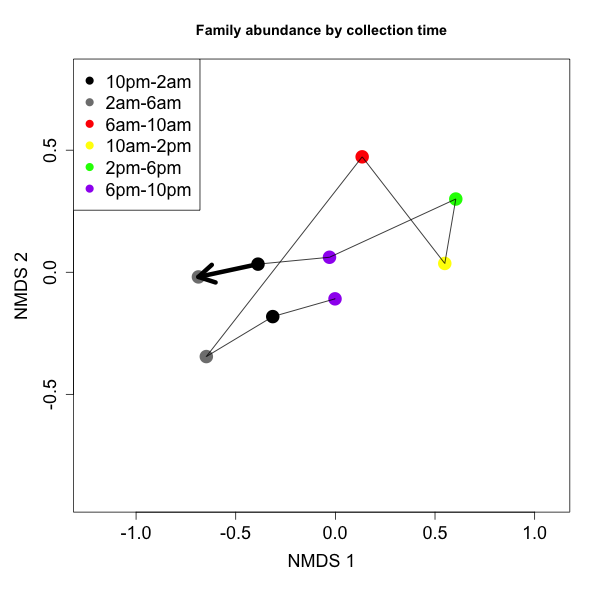 Family abundance by collection time
10pm-2am
2am-6am
6am-10am
10am-2pm
2pm-6pm
6pm-10pm
0.5
0.0
-0.5
NMDS 2
-1.0 -0.5 0.0 0.5 1.0
NMDS 1